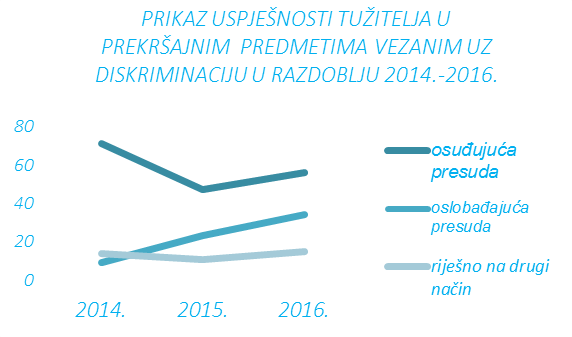 PRIKAZ USPJEŠNOSTI TUŽITELJA U
PREKRŠAJNIM PREDMETIMA VEZANIM UZ
DISKRIMINACIJU U RAZDOBLJU 2014.-2016.
80
60
40
20
0
2014. 2015. 2016.
osuđujuća
presuda
oslobađajuća
presuda
riješno na drugi
način